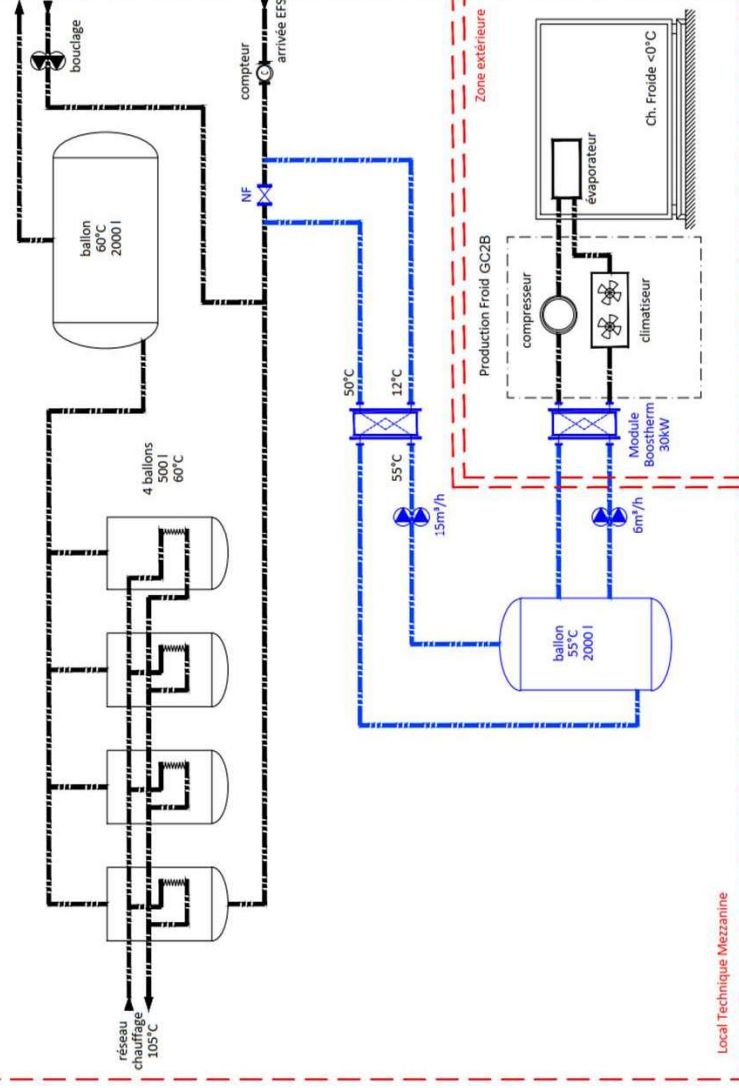 bouclage
compteur
C
arrivée EFS
ballon
60°C
2000 l
NF
4 ballons
500 l
60°C
réseau
chauffage
105°C
50°C
12°C
55°C
15m³/h
ballon
55°C
2000 l
6m³/h
Module
Boostherm
30kW
Zone extérieure
Production Froid GC2B
compresseur
climatiseur
évaporateur
Ch. Froide <0°C
Local Technique Mezzanine